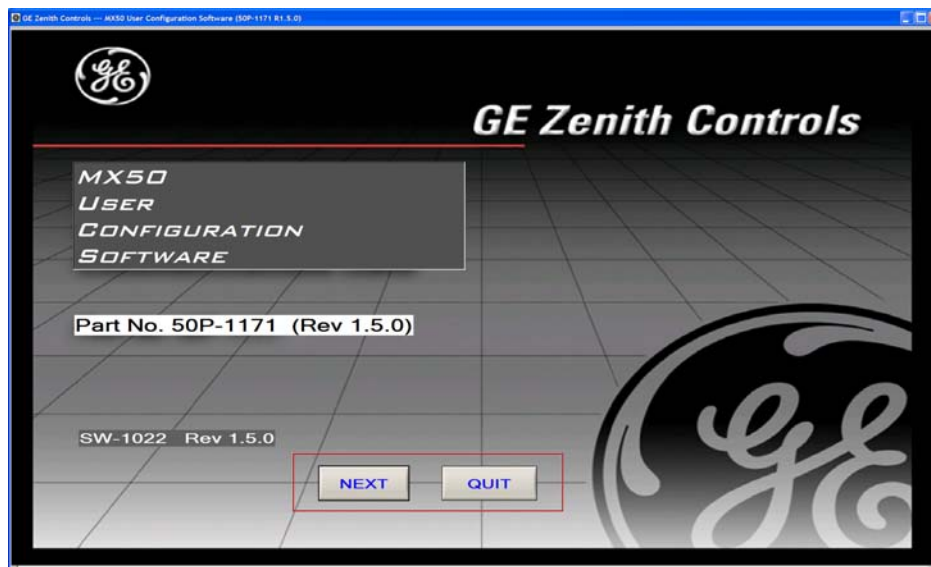 GE Zenith Controls --- MX50 User Configuration Software (50P-1171 R1.5.0)
GE
GE Zenith Controls
MX50
USER
CONFIGURATION
SOFTWARE
Part No. 50P-1171 (Rev 1.5.0)
SW-1022 Rev 1.5.0
NEXT QUIT
GE